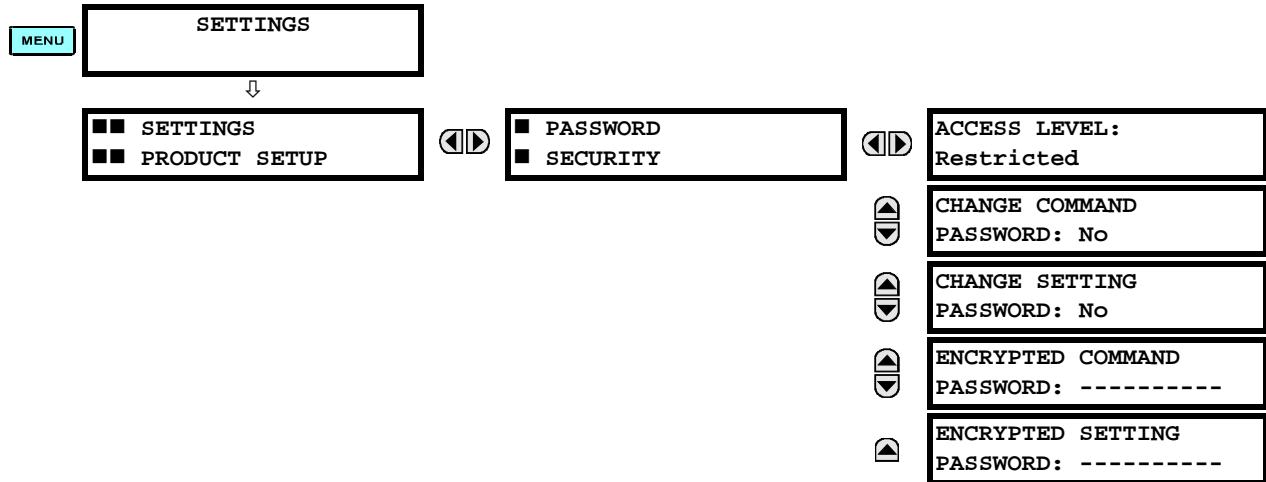 MENU
SETTINGS
■■ SETTINGS
■■ PRODUCT SETUP
■ PASSWORD
■ SECURITY
ACCESS LEVEL:
Restricted
CHANGE COMMAND
PASSWORD: No
CHANGE SETTING
PASSWORD: No
ENCRYPTED COMMAND
PASSWORD: ----------
ENCRYPTED SETTING
PASSWORD: ----------